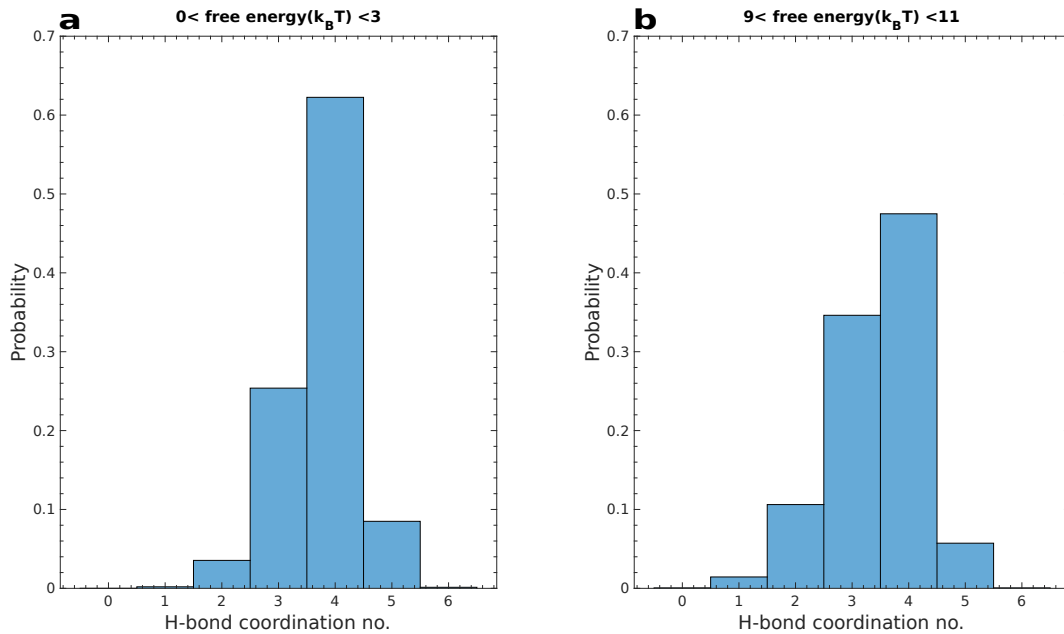 a
0< free energy(k_BT) <3
0.7
0.6
0.5
0.4
0.3
0.2
0.1
0
Probability
0 1 2 3 4 5 6
H-bond coordination no.
b
9< free energy(k_BT) <11
0.7
0.6
0.5
0.4
0.3
0.2
0.1
0
Probability
0 1 2 3 4 5 6
H-bond coordination no.